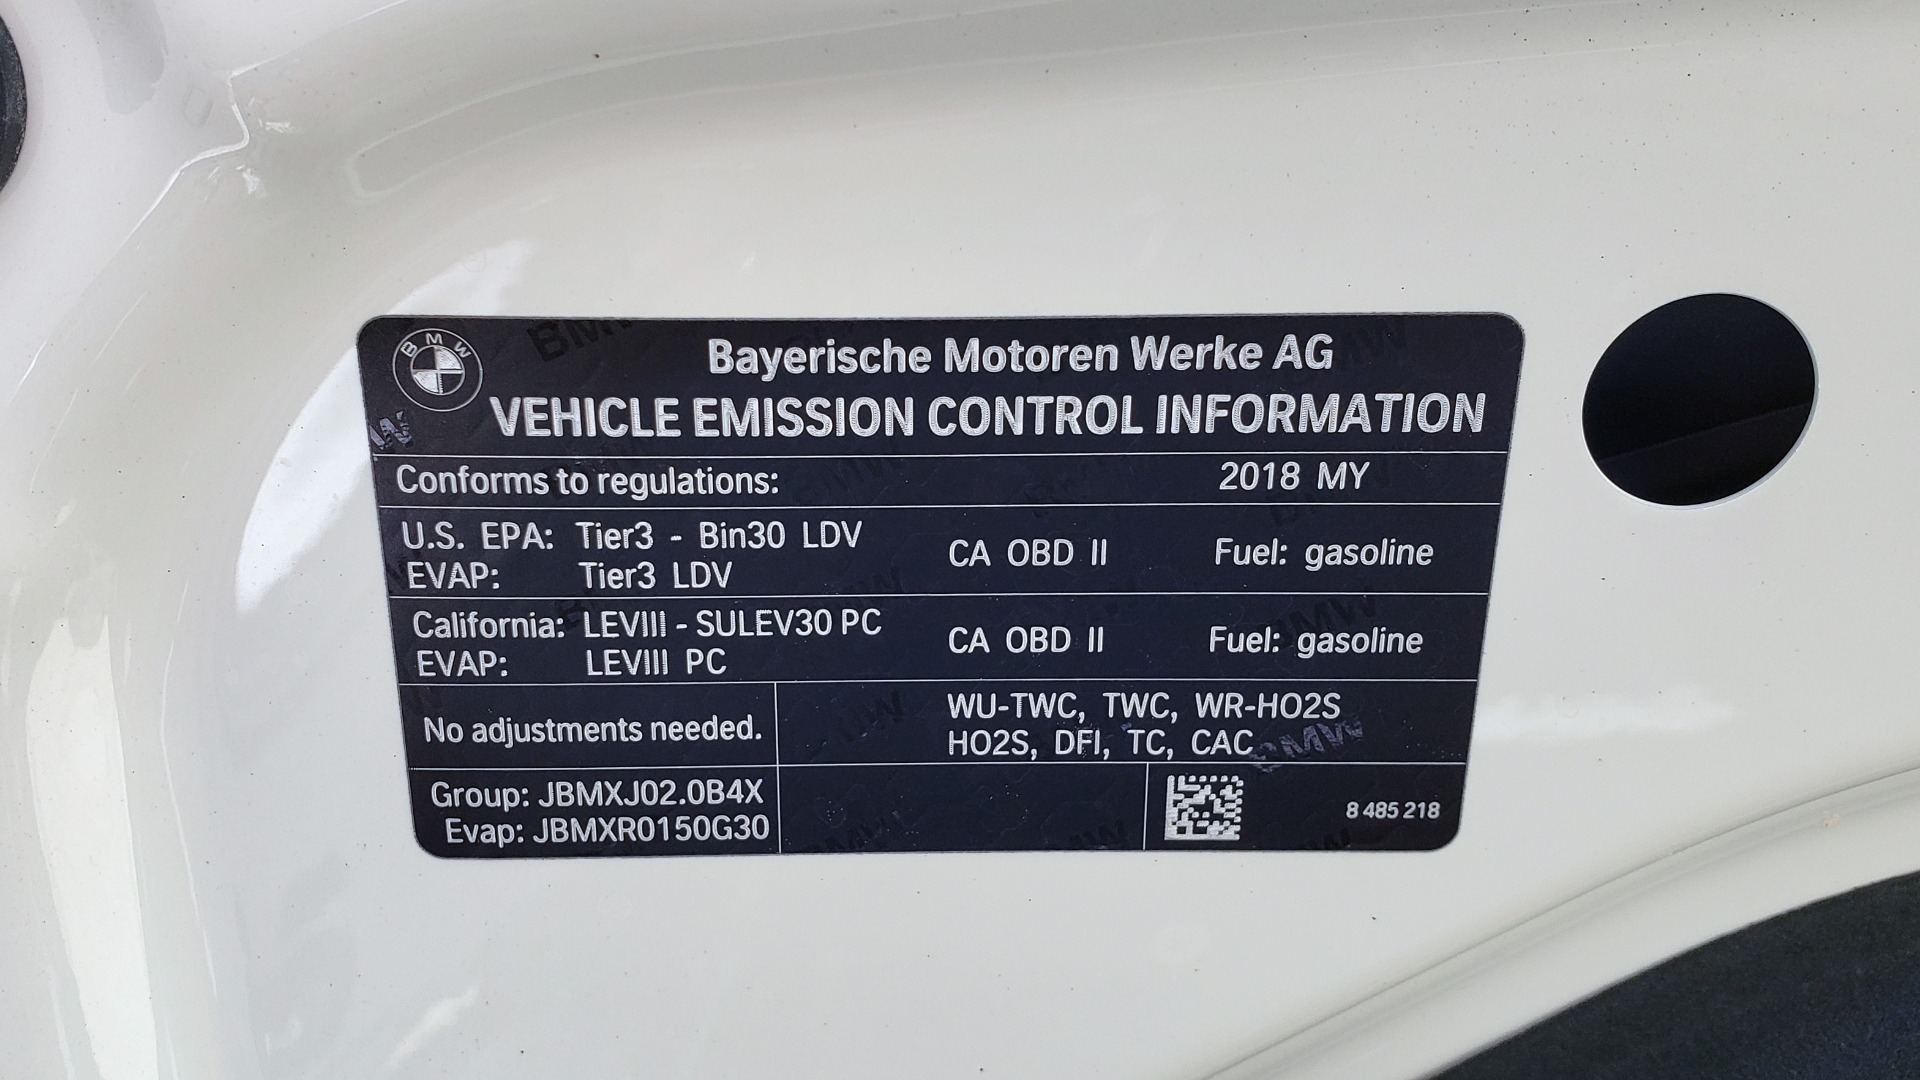 BMW
Bayerische Motoren Werke AG
VEHICLE EMISSION CONTROL INFORMATION
Conforms to regulations: 2018 MY
U.S. EPA: Tier3 - Bin30 LDV
EVAP: Tier3 LDV
CA OBD II Fuel: gasoline
California: LEVIII - SULEV30 PC
EVAP: LEVIII PC
CA OBD II Fuel: gasoline
No adjustments needed.
WU-TWC, TWC, WR-HO2S
HO2S, DFI, TC, CAC
Group: JBMXJ02.0B4X
Evap: JBMXR0150G30
8 485 218